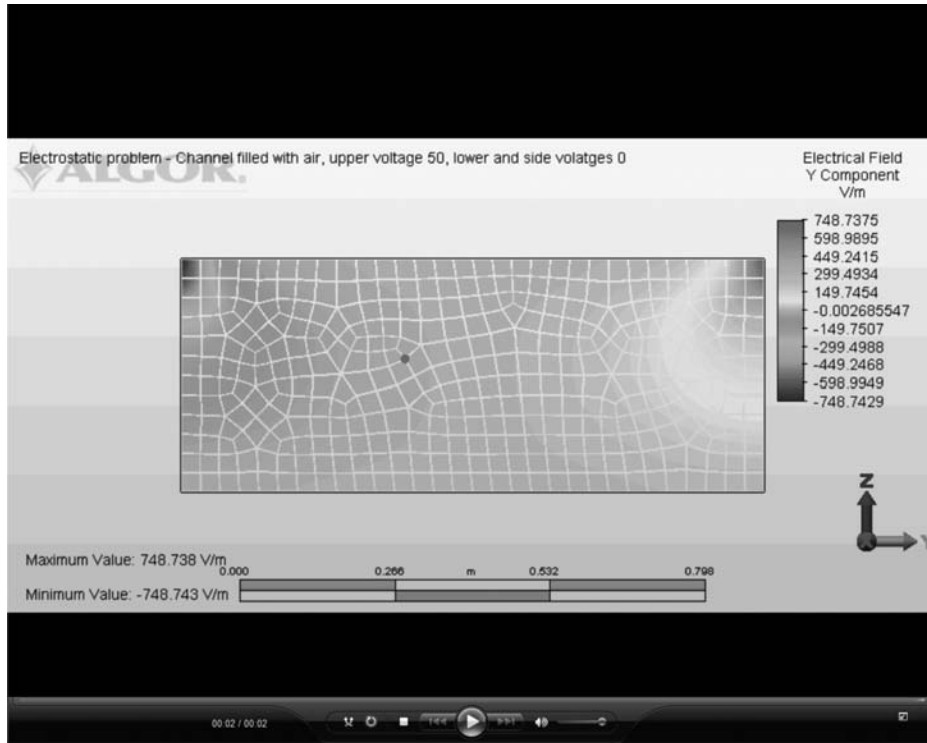 Electrostatic problem - Channel filled with air, upper voltage 50, lower and side volatges 0
ALGOR.
Electrical Field
Y Component
V/m
748.7375
598.9895
449.2415
299.4934
149.7454
-0.002685547
-149.7507
-299.4988
-449.2468
-598.9949
-748.7429
Z
Y
Maximum Value: 748.738 V/m
0.000 0.266 m 0.532 0.798
Minimum Value: -748.743 V/m
00:02 / 00:02